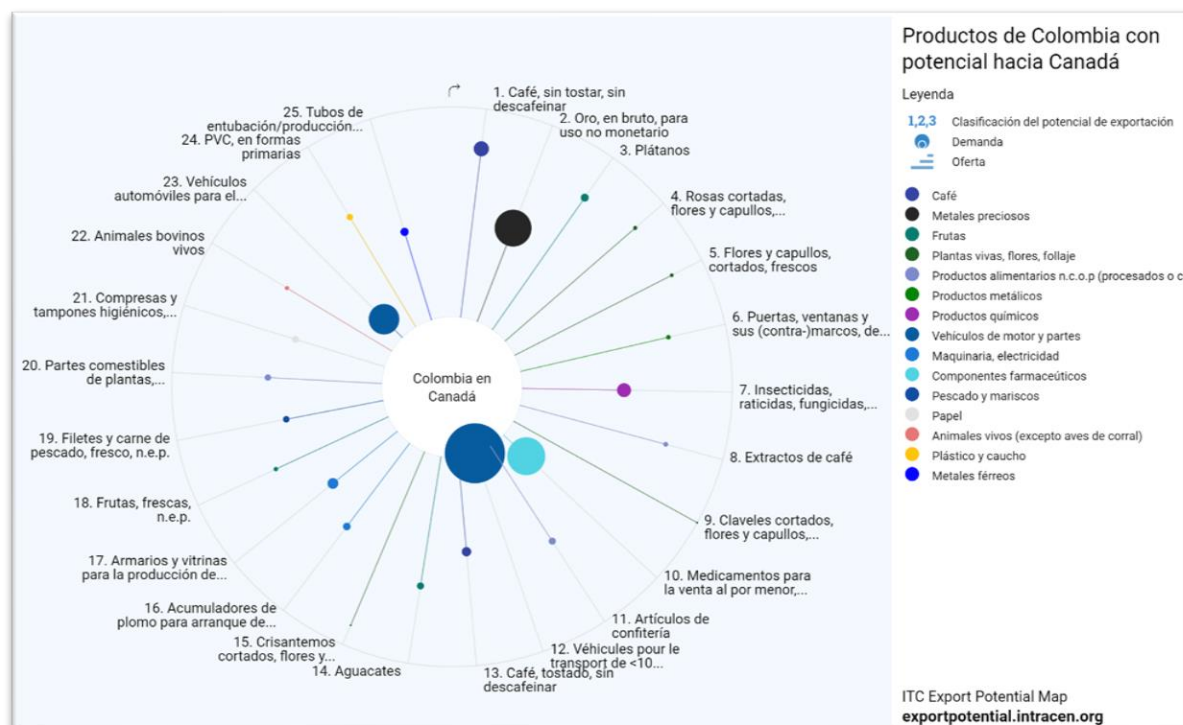 Productos de Colombia con
potencial hacia Canadá
Leyenda
1,2,3 Clasificación del potencial de exportación
Demanda
Oferta
Café
Metales preciosos
Frutas
Plantas vivas, flores, follaje
Productos alimentarios n.c.o.p (procesados o c
Productos metálicos
Productos químicos
Vehículos de motor y partes
Maquinaria, electricidad
Componentes farmaceúticos
Pescado y mariscos
Papel
Animales vivos (excepto aves de corral)
Plástico y caucho
Metales férreos
1. Café, sin tostar, sin
descafeinar
2. Oro, en bruto, para
uso no monetario
3. Plátanos
4. Rosas cortadas,
flores y capullos,...
5. Flores y capullos,
cortados, frescos
6. Puertas, ventanas y
sus (contra-)marcos, de...
7. Insecticidas,
raticidas, fungicidas,...
8. Extractos de café
9. Claveles cortados,
flores y capullos,...
10. Medicamentos para
la venta al por menor,...
11. Artículos de
confitería
12. Véhicules pour le
transport de <10...
13. Café, tostado, sin
descafeinar
14. Aguacates
15. Crisantemos
cortados, flores y...
16. Acumuladores de
plomo para arranque de...
17. Armarios y vitrinas
para la producción de...
18. Frutas, frescas,
n.e.p.
19. Filetes y carne de
pescado, fresco, n.e.p.
20. Partes comestibles
de plantas,...
21. Compresas y
tampones higiénicos,...
22. Animales bovinos
vivos
23. Vehículos
automóviles para el...
24. PVC, en formas
primarias
25. Tubos de
entubación/producción...
Colombia en
Canadá
ITC Export Potential Map
exportpotential.intracen.org